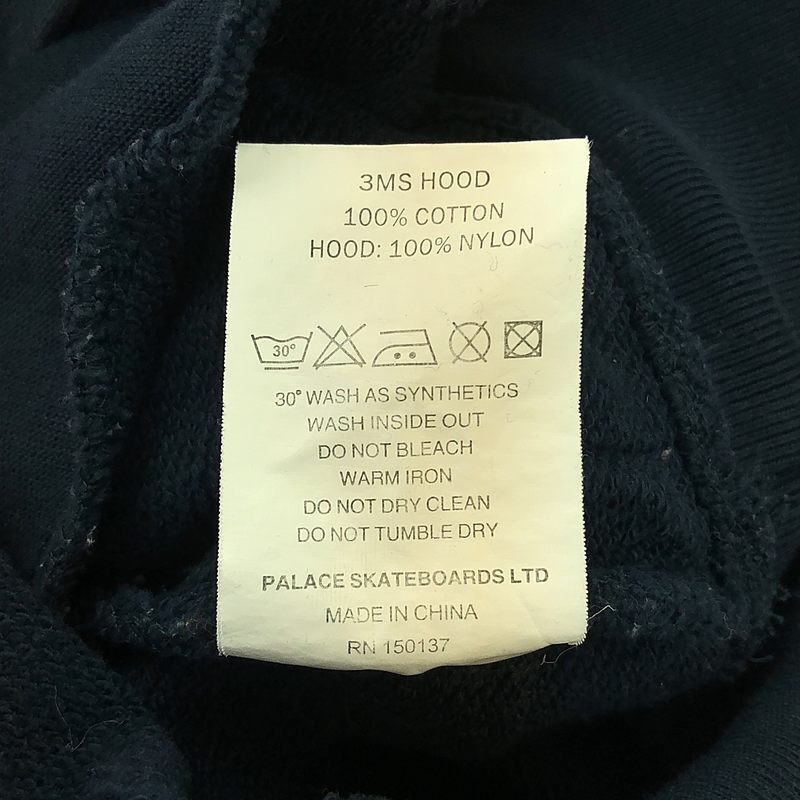 3MS HOOD
100% COTTON
HOOD: 100% NYLON
30°
30° WASH AS SYNTHETICS
WASH INSIDE OUT
DO NOT BLEACH
WARM IRON
DO NOT DRY CLEAN
DO NOT TUMBLE DRY
PALACE SKATEBOARDS LTD
MADE IN CHINA
RN 150137